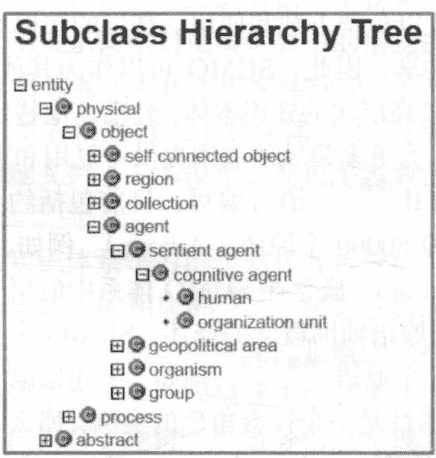 Subclass Hierarchy Tree
entity
physical
object
self connected object
region
collection
agent
sentient agent
cognitive agent
human
organization unit
geopolitical area
organism
group
process
abstract